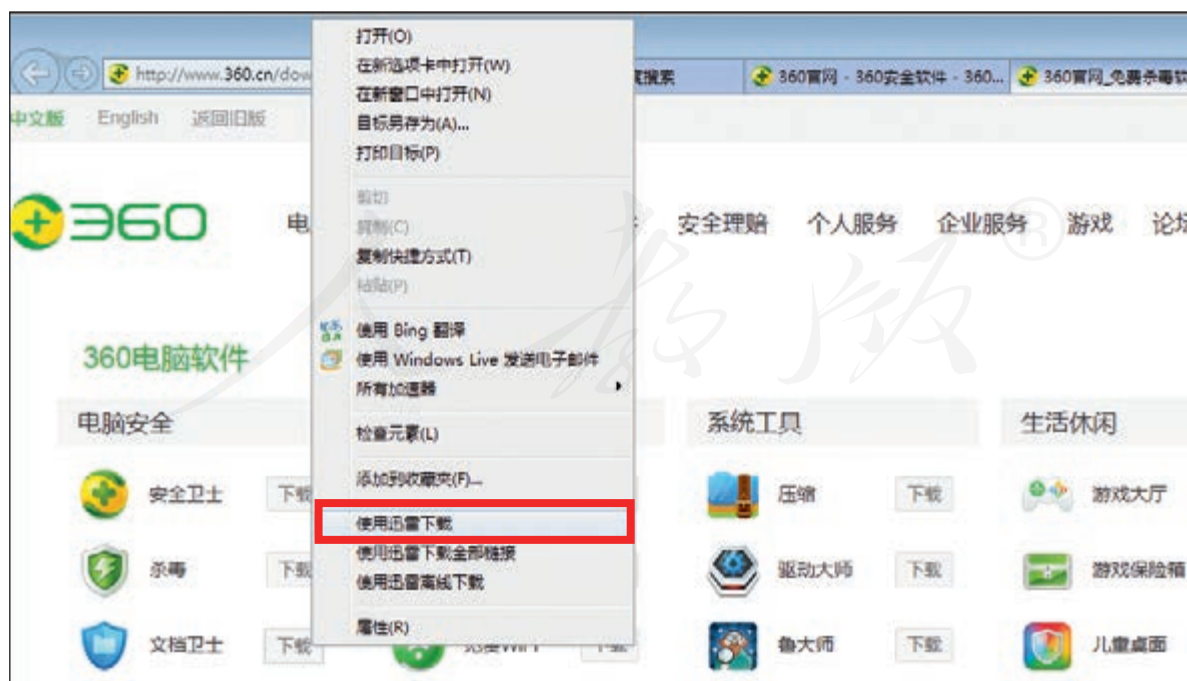 http://www.360.cn/dow
度搜索
360官网 - 360安全软件 - 360...
360官网_免费杀毒软
中文版 English 返回旧版
360
电
安全理赔 个人服务 企业服务 游戏 论坛
打开(O)
在新选项卡中打开(W)
在新窗口中打开(N)
目标另存为(A)...
打印目标(P)
剪切
复制(C)
复制快捷方式(T)
粘贴(P)
使用 Bing 翻译
使用 Windows Live 发送电子邮件
所有加速器
检查元素(L)
添加到收藏夹(F)...
使用迅雷下载
使用迅雷下载全部链接
使用迅雷离线下载
属性(R)
360电脑软件
电脑安全
安全卫士 下载
杀毒 下载
文档卫士 下载
系统工具
压缩 下载
驱动大师 下载
鲁大师 下载
生活休闲
游戏大厅
游戏保险箱
儿童桌面
人教版®